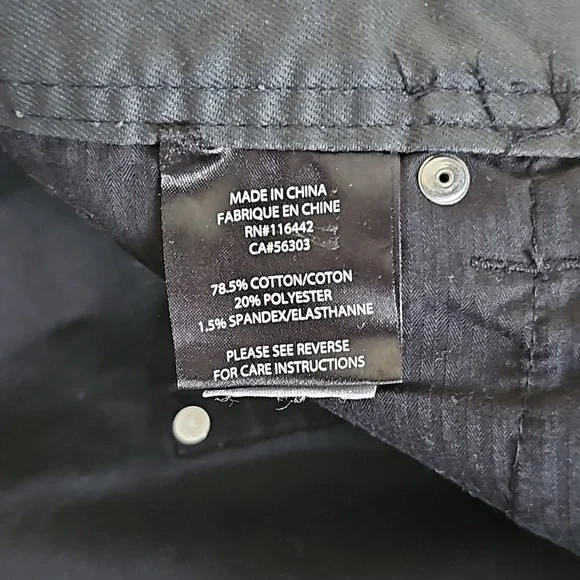 MADE IN CHINA
FABRIQUE EN CHINE
RN#116442
CA#56303
78.5% COTTON/COTON
20% POLYESTER
1.5% SPANDEX/ELASTHANNE
PLEASE SEE REVERSE
FOR CARE INSTRUCTIONS